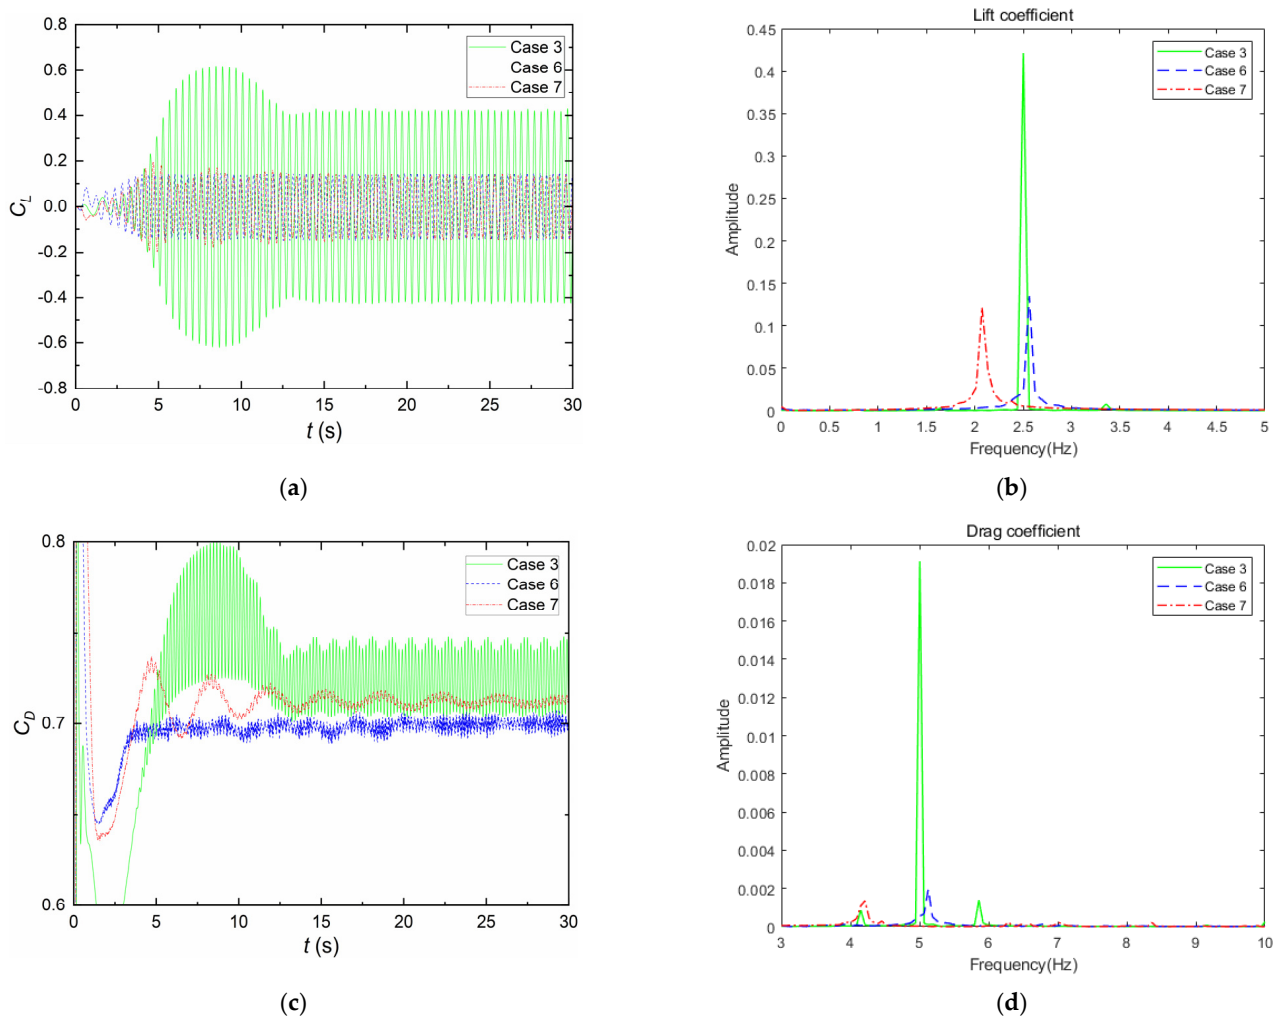 0.8
0.6
0.4
0.2
0.0
-0.2
-0.4
-0.6
-0.8
C_L
Case 3
Case 6
Case 7
0 5 10 15 20 25 30
t (s)
(a)
Lift coefficient
0.45
0.4
0.35
0.3
0.25
0.2
0.15
0.1
0.05
0
Amplitude
Case 3
Case 6
Case 7
0 0.5 1 1.5 2 2.5 3 3.5 4 4.5 5
Frequency(Hz)
(b)
0.8
0.7
0.6
C_D
Case 3
Case 6
Case 7
0 5 10 15 20 25 30
t (s)
(c)
Drag coefficient
0.02
0.018
0.016
0.014
0.012
0.01
0.008
0.006
0.004
0.002
0
Amplitude
Case 3
Case 6
Case 7
3 4 5 6 7 8 9 10
Frequency(Hz)
(d)